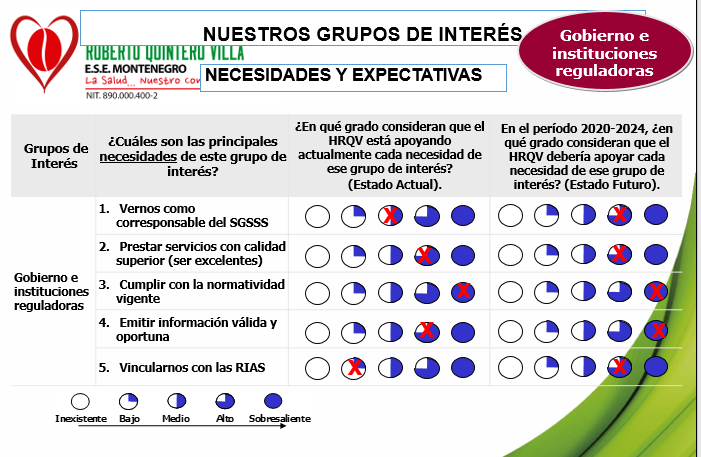 NUESTROS GRUPOS DE INTERÉS
Gobierno e
instituciones
reguladoras
ROBERTO QUINTERO VILLA
E.S.E. MONTENEGRO
La Salud... Nuestro
NIT. 890.000.400-2
NECESIDADES Y EXPECTATIVAS
Grupos de
Interés
¿Cuáles son las principales
necesidades de este grupo de
interés?
¿En qué grado consideran que el
HRQV está apoyando
actualmente cada necesidad de
ese grupo de interés?
(Estado Actual).
En el período 2020-2024, ¿en
qué grado consideran que el
HRQV debería apoyar cada
necesidad de ese grupo de
interés? (Estado Futuro).
Gobierno e
instituciones
reguladoras
1. Vernos como
corresponsable del SGSSS
2. Prestar servicios con calidad
superior (ser excelentes)
3. Cumplir con la normatividad
vigente
4. Emitir información válida y
oportuna
5. Vincularnos con las RIAS
Inexistente Bajo Medio Alto Sobresaliente